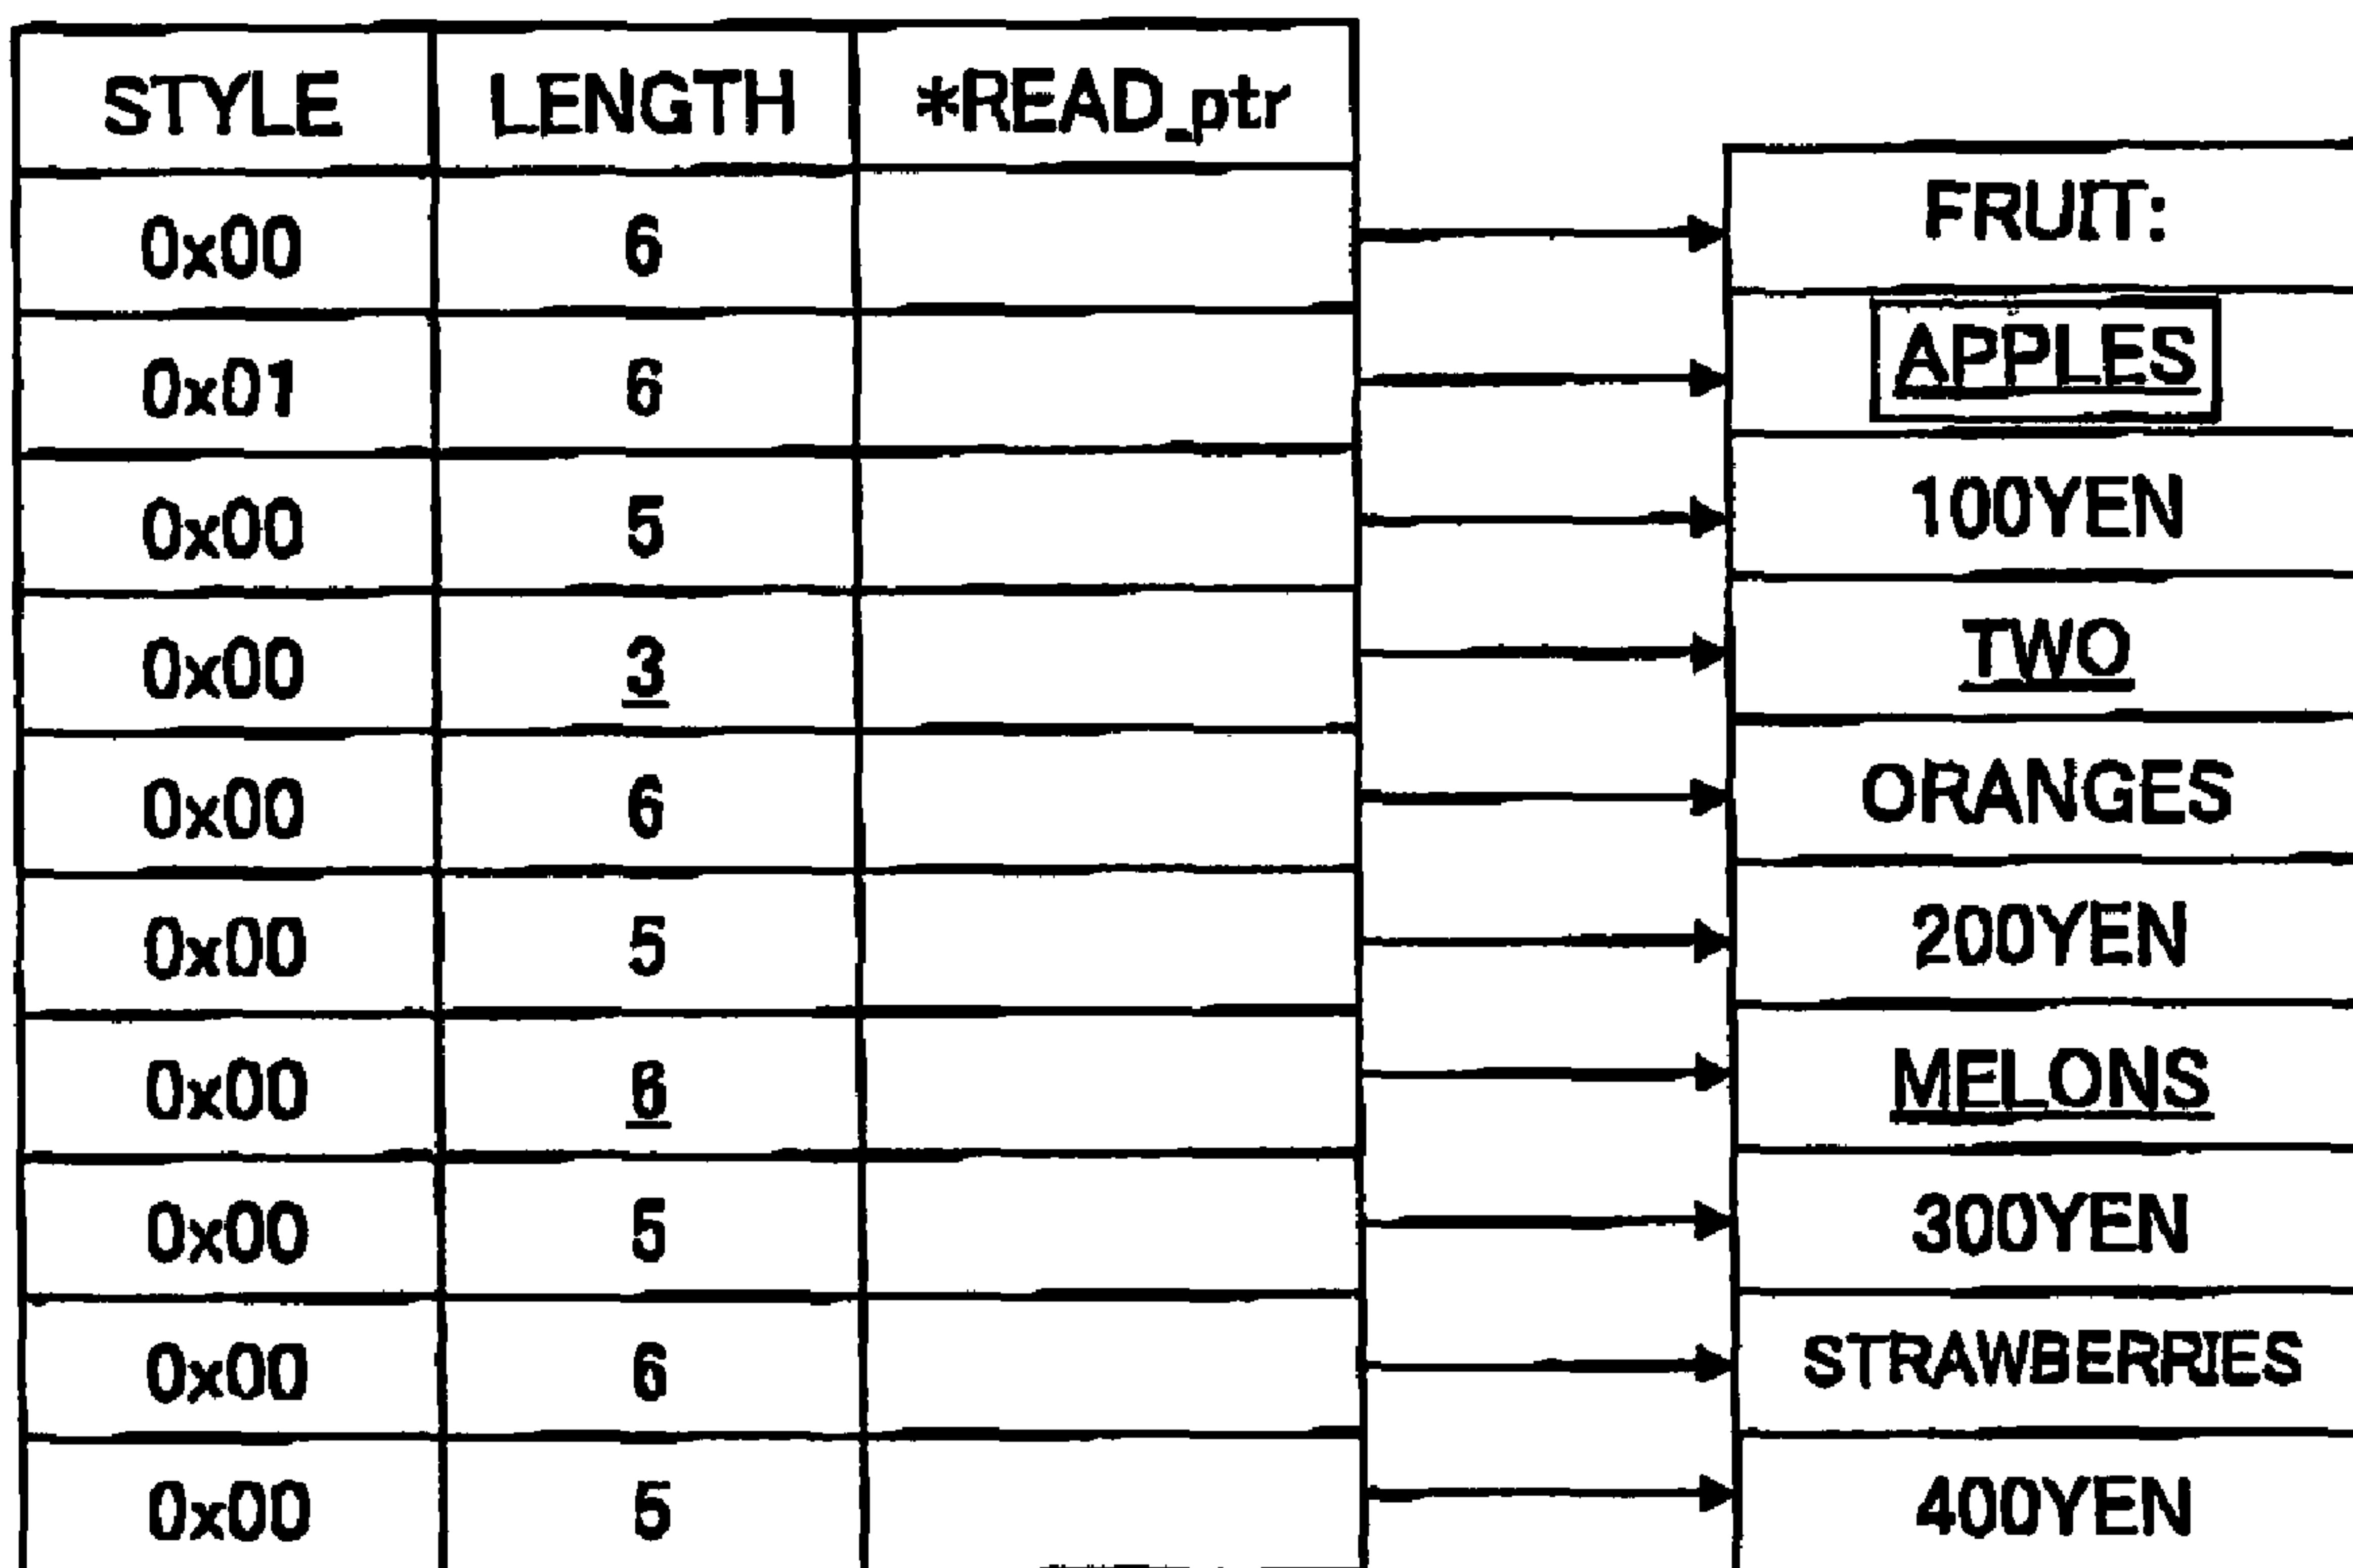 STYLE LENGTH *READ_ptr
0x00 6 FRUIT:
0x01 6 APPLES
0x00 5 100YEN
0x00 3 TWO
0x00 6 ORANGES
0x00 5 200YEN
0x00 6 MELONS
0x00 5 300YEN
0x00 6 STRAWBERRIES
0x00 5 400YEN